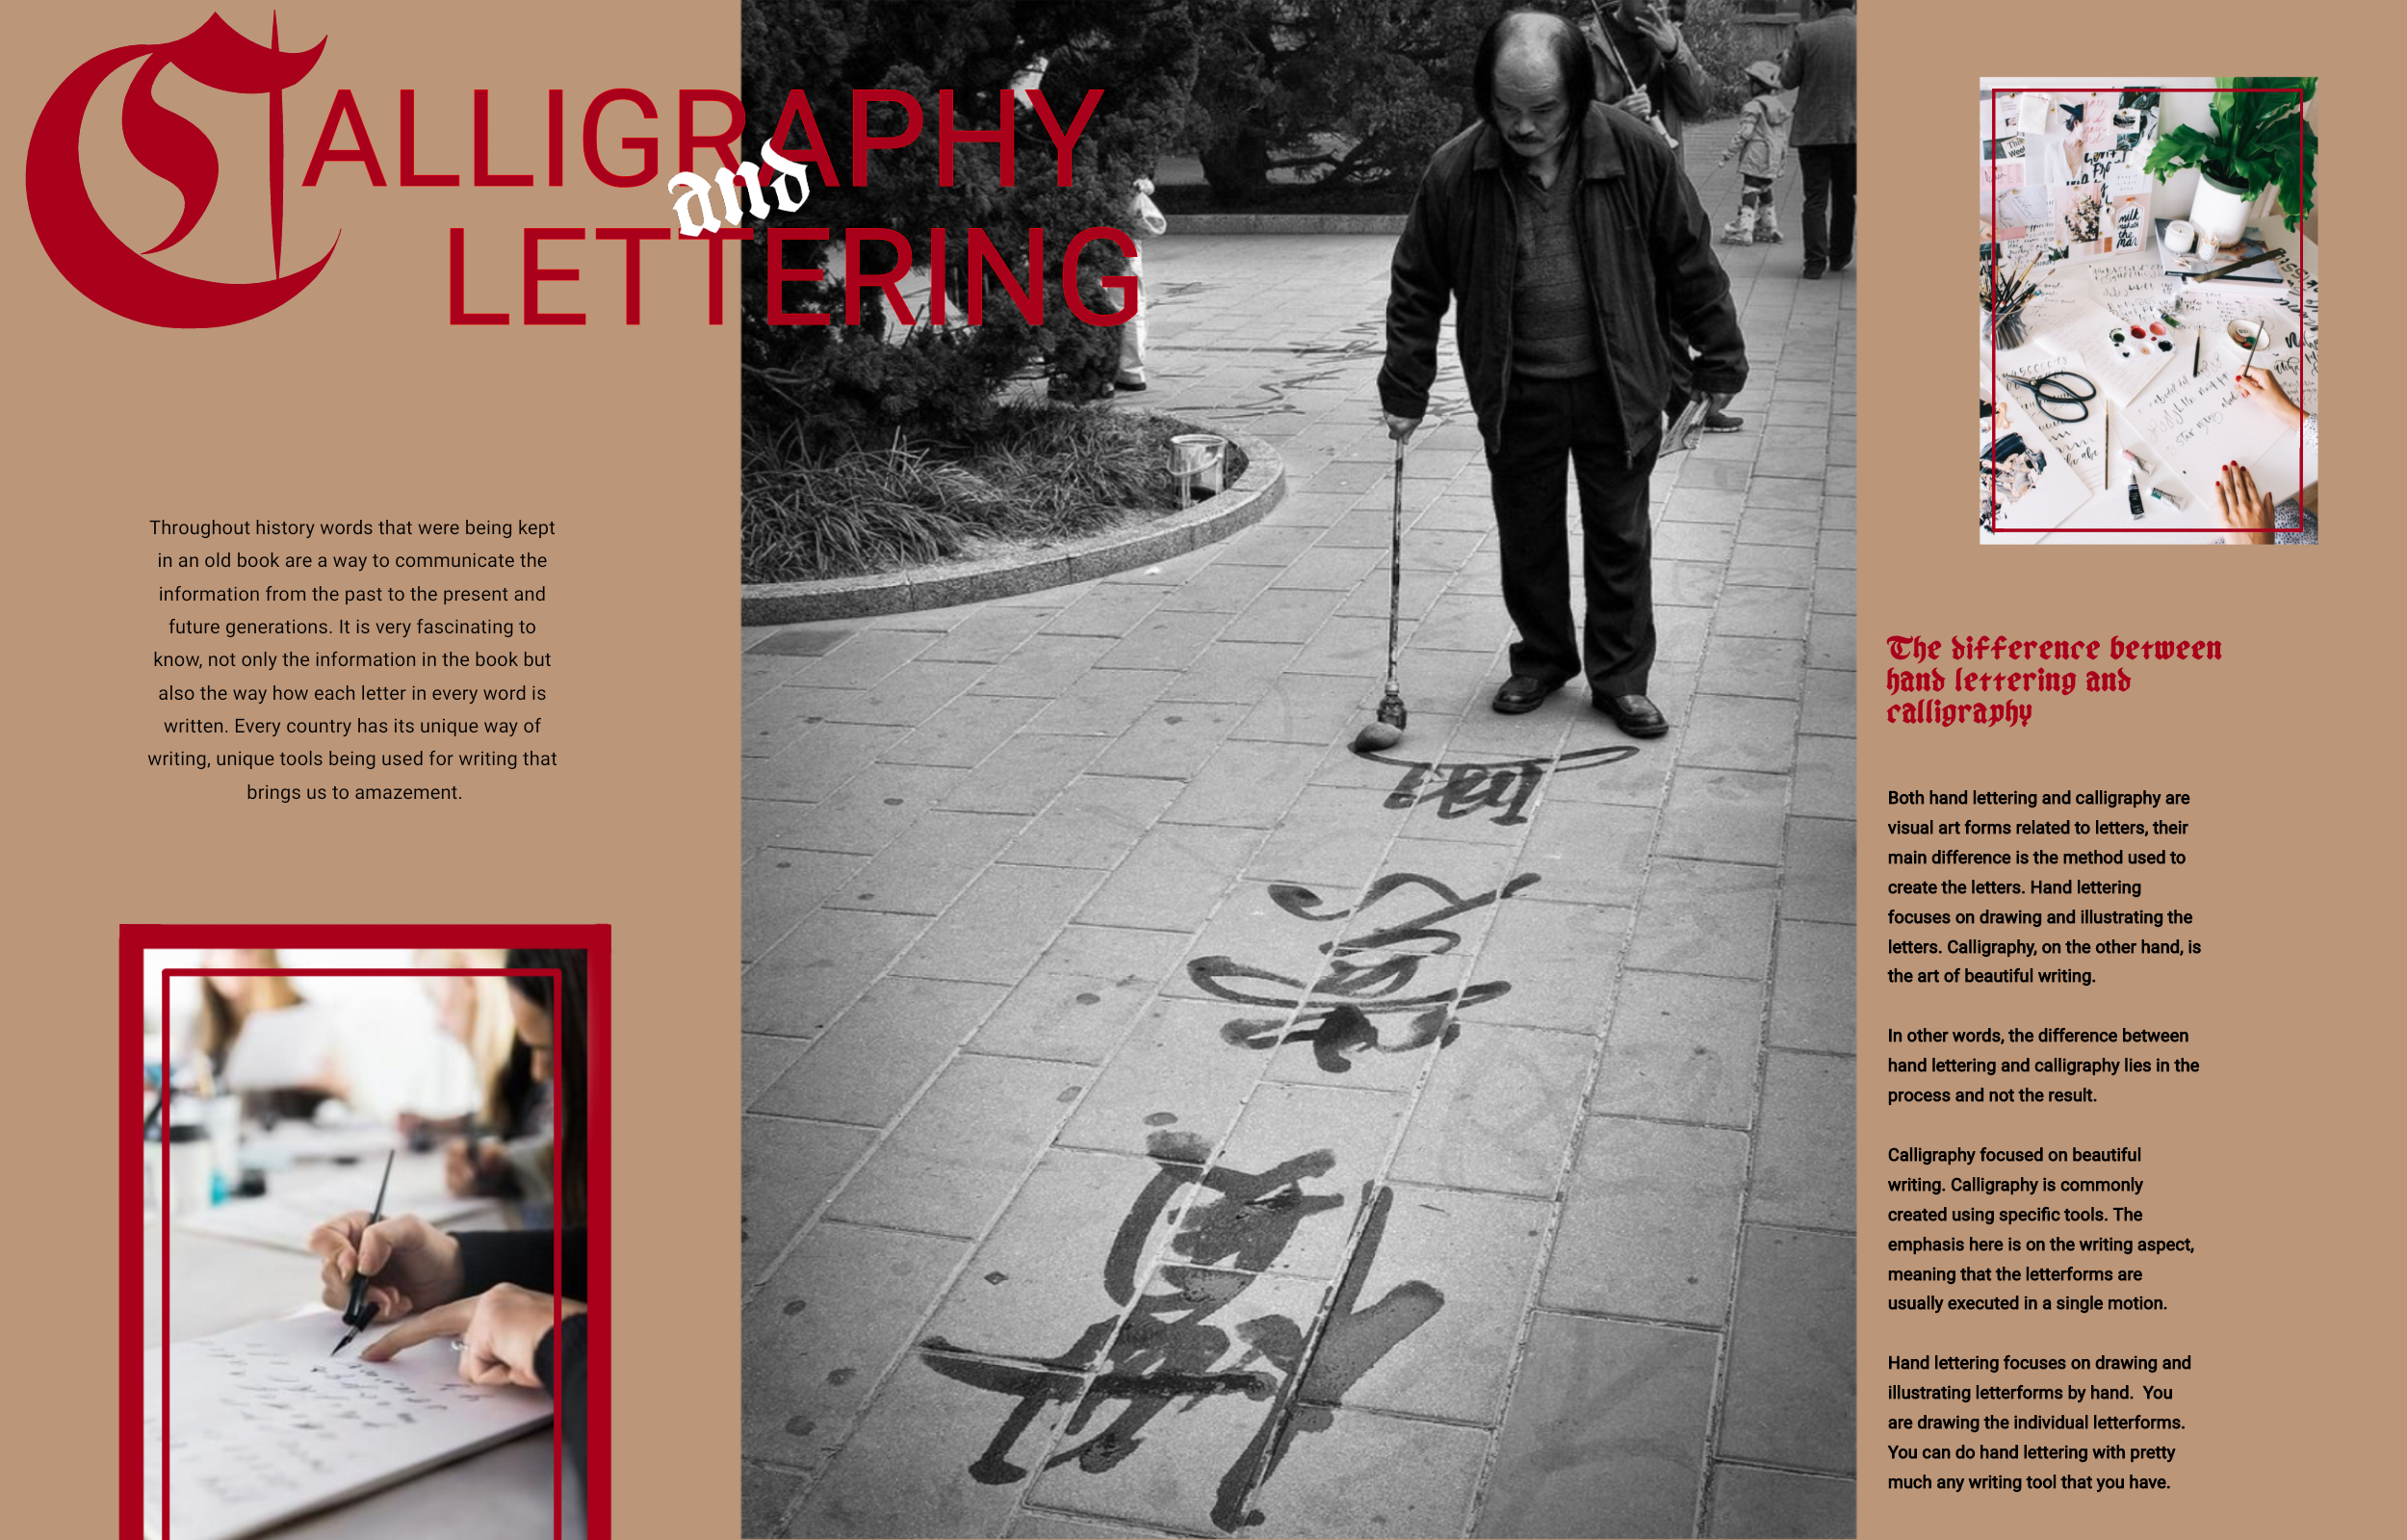 CALLIGRAPHY
and
LETTERING
Throughout history words that were being kept
in an old book are a way to communicate the
information from the past to the present and
future generations. It is very fascinating to
know, not only the information in the book but
also the way how each letter in every word is
written. Every country has its unique way of
writing, unique tools being used for writing that
brings us to amazement.
The difference between
hand lettering and
calligraphy
Both hand lettering and calligraphy are
visual art forms related to letters, their
main difference is the method used to
create the letters. Hand lettering
focuses on drawing and illustrating the
letters. Calligraphy, on the other hand, is
the art of beautiful writing.
In other words, the difference between
hand lettering and calligraphy lies in the
process and not the result.
Calligraphy focused on beautiful
writing. Calligraphy is commonly
created using specific tools. The
emphasis here is on the writing aspect,
meaning that the letterforms are
usually executed in a single motion.
Hand lettering focuses on drawing and
illustrating letterforms by hand.  You
are drawing the individual letterforms.
You can do hand lettering with pretty
much any writing tool that you have.